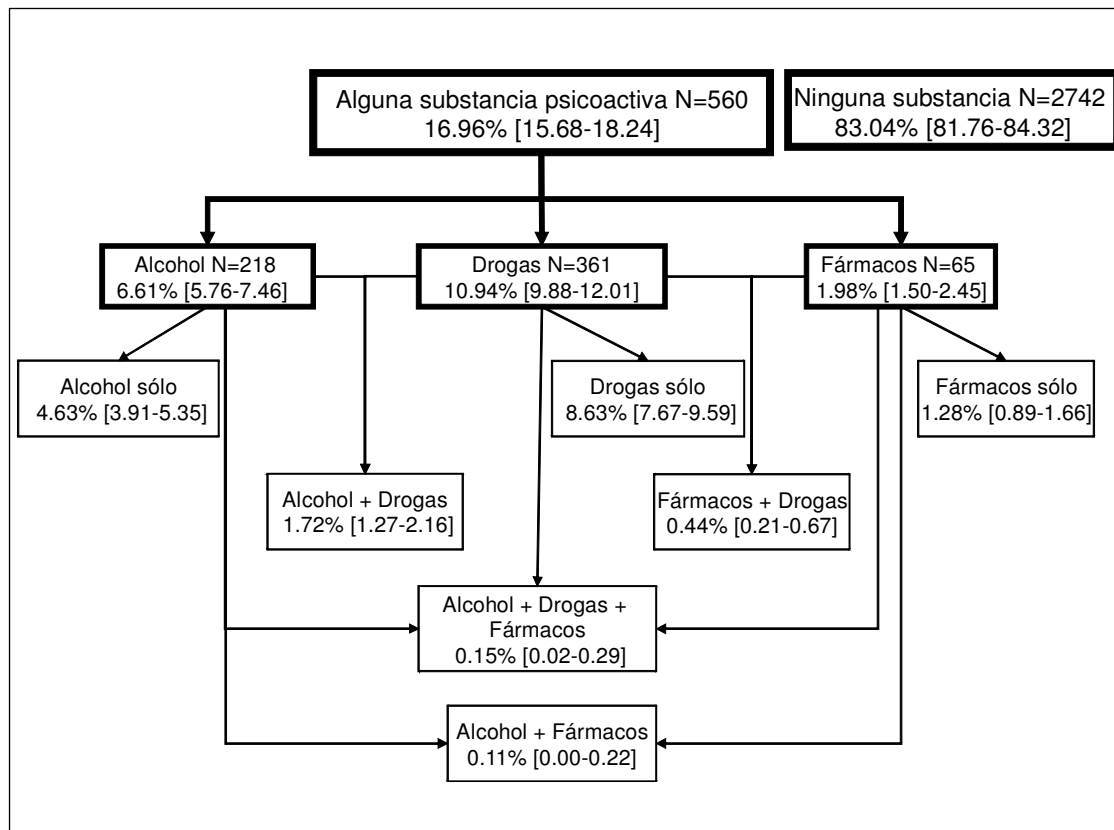 Alguna substancia psicoactiva N=560
16.96% [15.68-18.24]
Ninguna substancia N=2742
83.04% [81.76-84.32]
Alcohol N=218
6.61% [5.76-7.46]
Drogas N=361
10.94% [9.88-12.01]
Fármacos N=65
1.98% [1.50-2.45]
Alcohol sólo
4.63% [3.91-5.35]
Drogas sólo
8.63% [7.67-9.59]
Fármacos sólo
1.28% [0.89-1.66]
Alcohol + Drogas
1.72% [1.27-2.16]
Fármacos + Drogas
0.44% [0.21-0.67]
Alcohol + Drogas +
Fármacos
0.15% [0.02-0.29]
Alcohol + Fármacos
0.11% [0.00-0.22]